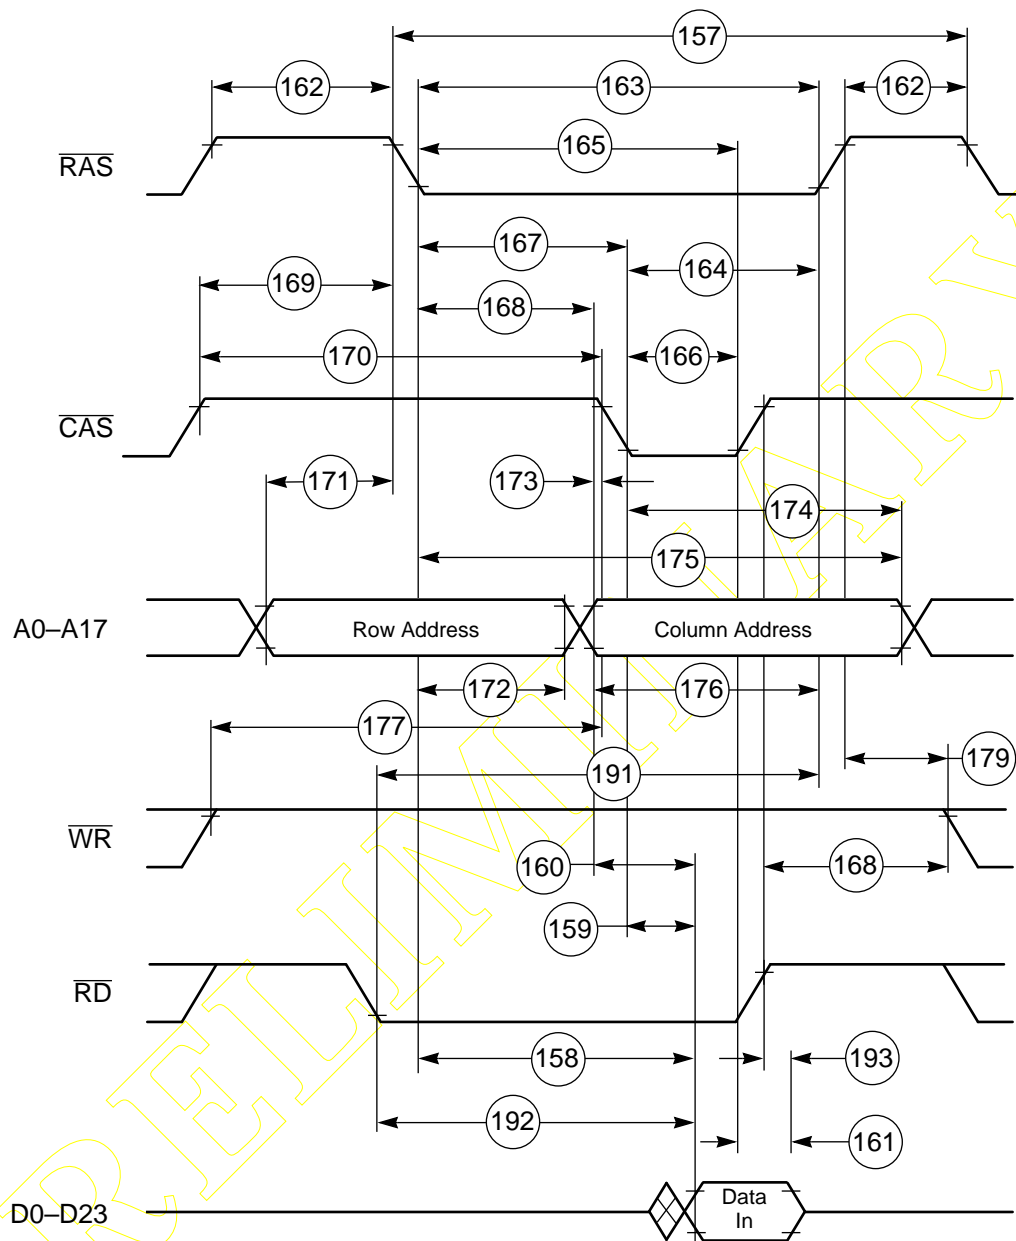 157
162
163
162
165
RAS
167
164
169
168
170
166
CAS
171
173
174
175
A0–A17
Row Address
Column Address
172
176
177
179
191
WR
160
168
159
RD
158
193
192
161
D0–D23
Data
In
PRELIMINARY